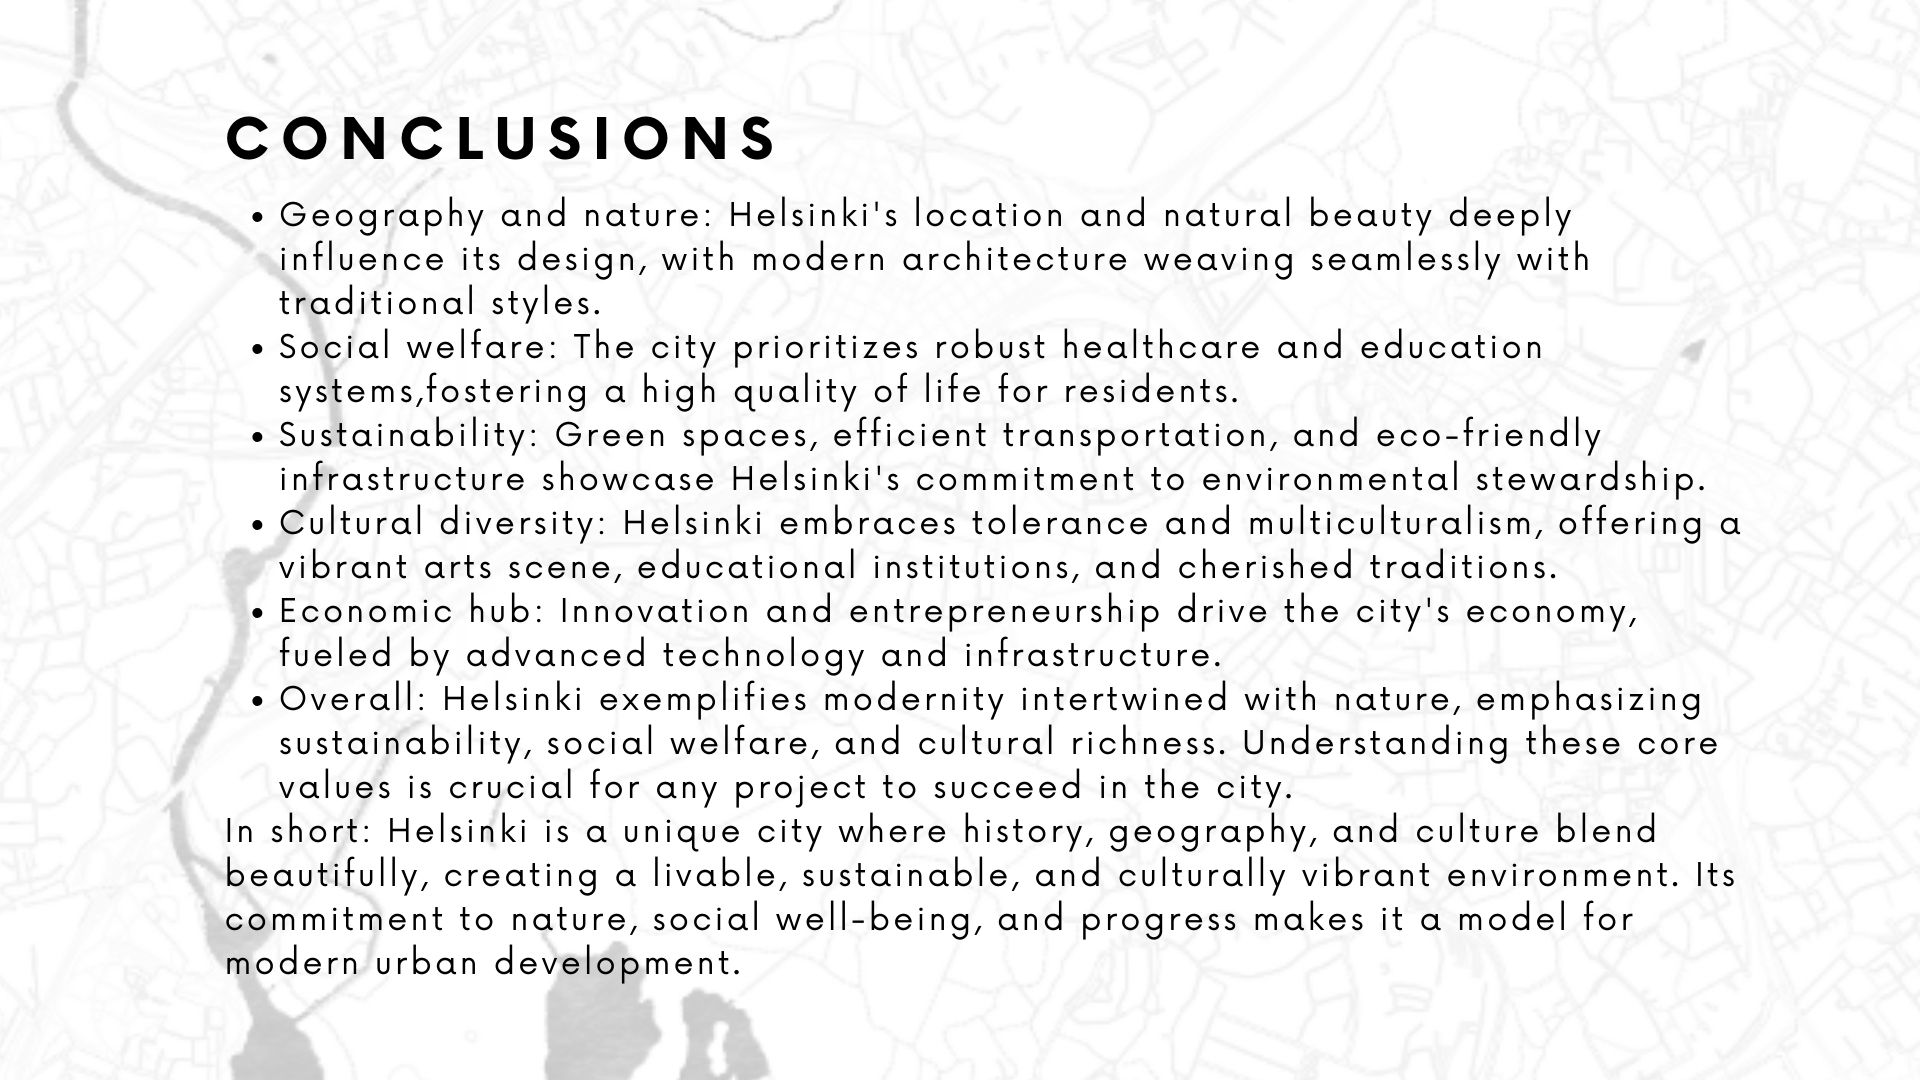 CONCLUSIONS
• Geography and nature: Helsinki's location and natural beauty deeply
influence its design, with modern architecture weaving seamlessly with
traditional styles.
• Social welfare: The city prioritizes robust healthcare and education
systems,fostering a high quality of life for residents.
• Sustainability: Green spaces, efficient transportation, and eco-friendly
infrastructure showcase Helsinki's commitment to environmental stewardship.
• Cultural diversity: Helsinki embraces tolerance and multiculturalism, offering a
vibrant arts scene, educational institutions, and cherished traditions.
• Economic hub: Innovation and entrepreneurship drive the city's economy,
fueled by advanced technology and infrastructure.
• Overall: Helsinki exemplifies modernity intertwined with nature, emphasizing
sustainability, social welfare, and cultural richness. Understanding these core
values is crucial for any project to succeed in the city.
In short: Helsinki is a unique city where history, geography, and culture blend
beautifully, creating a livable, sustainable, and culturally vibrant environment. Its
commitment to nature, social well-being, and progress makes it a model for
modern urban development.